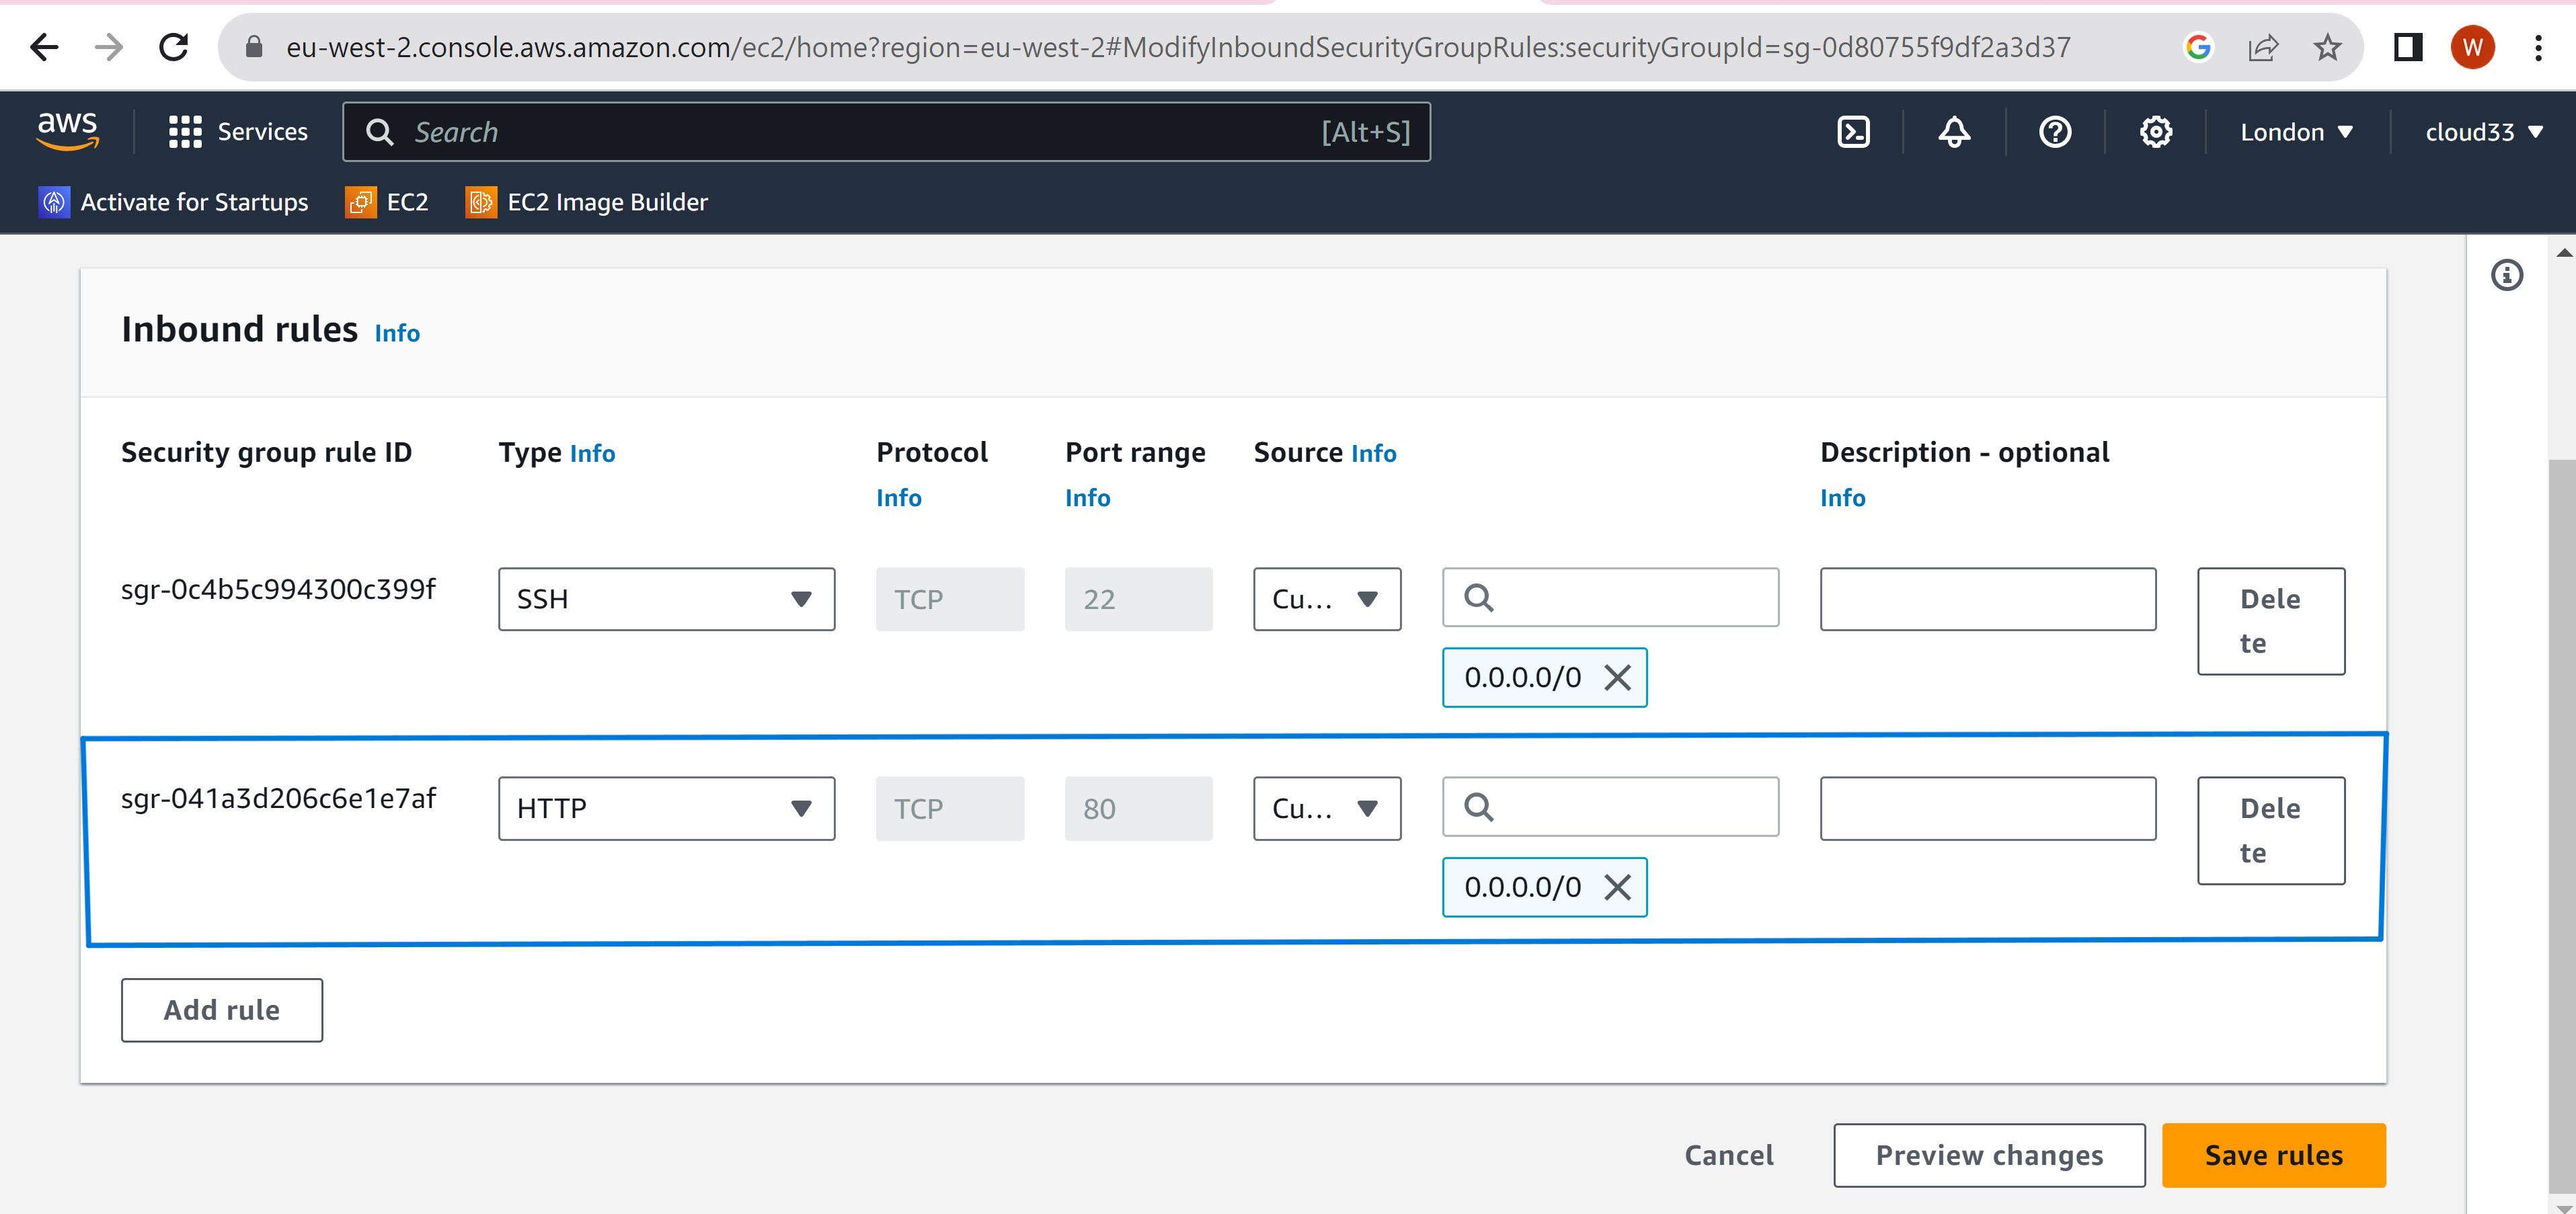 eu-west-2.console.aws.amazon.com/ec2/home?region=eu-west-2#ModifyInboundSecurityGroupRules:securityGroupId=sg-0d80755f9df2a3d37
W
aws Services Search [Alt+S] London cloud33
Activate for Startups EC2 EC2 Image Builder
Inbound rules Info
Security group rule ID Type Info Protocol Info Port range Info Source Info Description - optional Info
sgr-0c4b5c994300c399f SSH TCP 22 Cu... Delete
0.0.0.0/0
sgr-041a3d206c6e1e7af HTTP TCP 80 Cu... Delete
0.0.0.0/0
Add rule
Cancel Preview changes Save rules